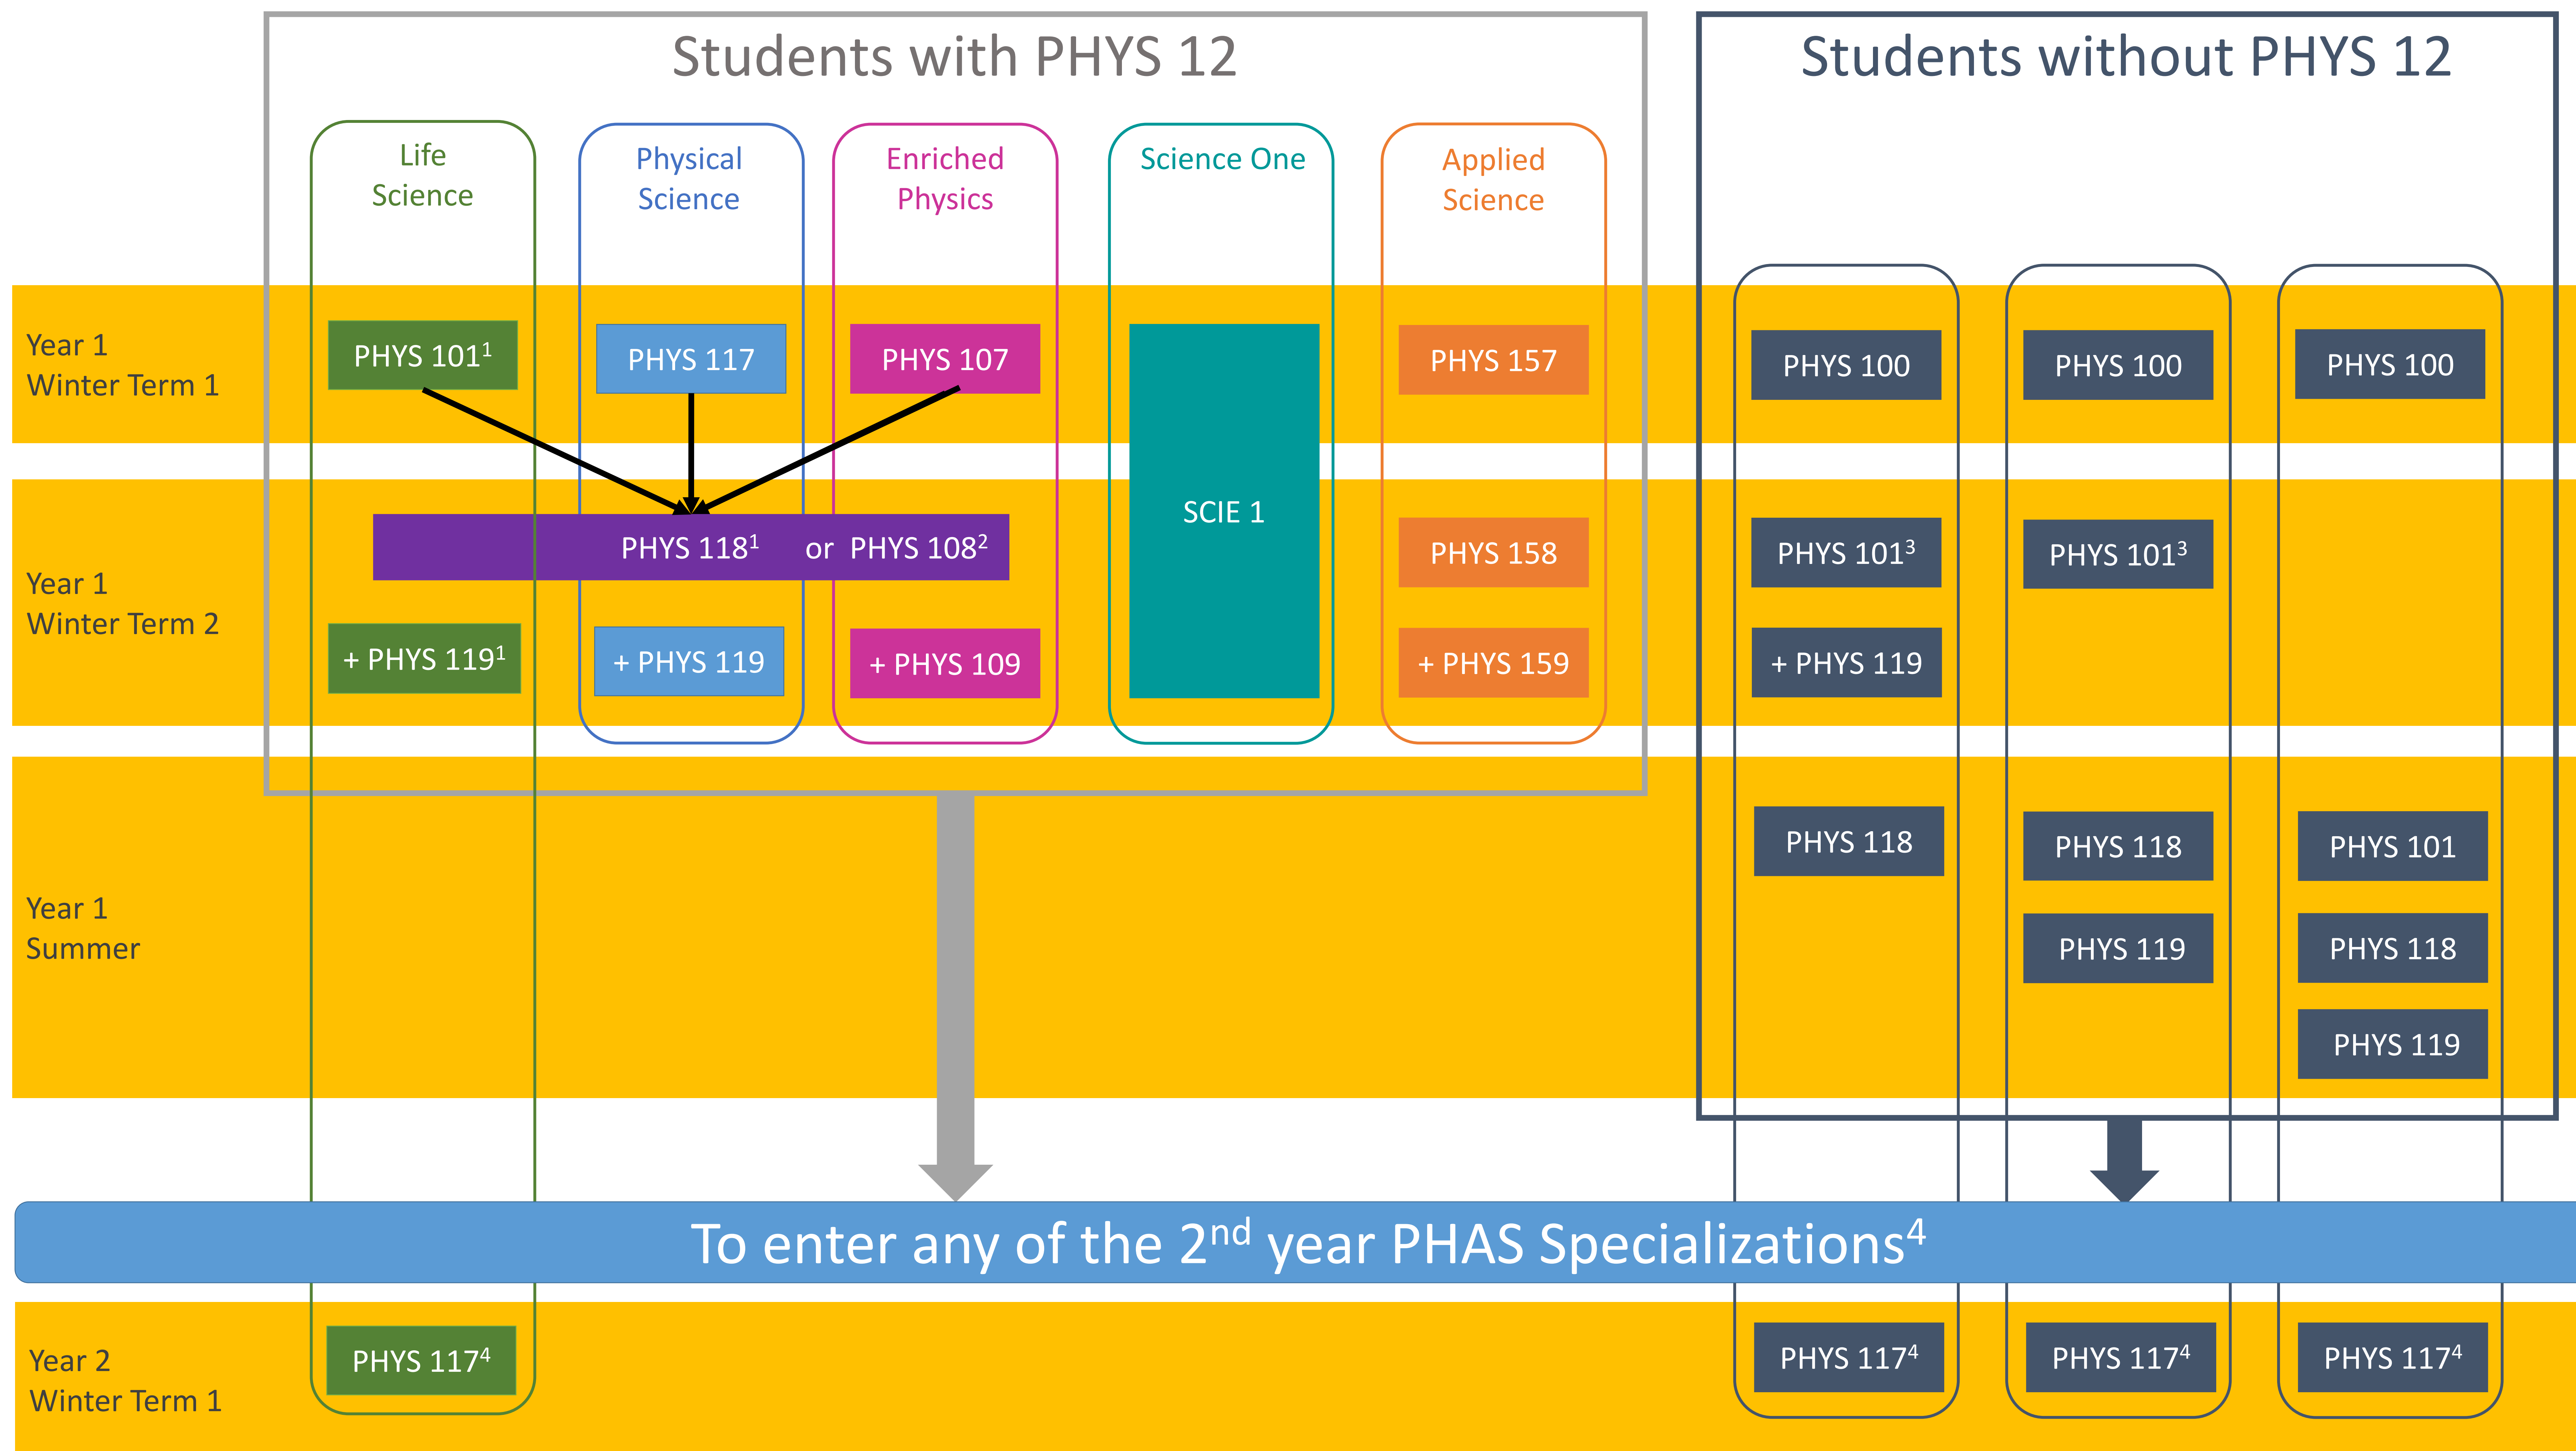 Students with PHYS 12
Students without PHYS 12
Life
Science
Physical
Science
Enriched
Physics
Science One
Applied
Science
Year 1
Winter Term 1
PHYS 101¹
PHYS 117
PHYS 107
PHYS 157
PHYS 100
PHYS 100
PHYS 100
SCIE 1
Year 1
Winter Term 2
PHYS 118¹ or PHYS 108²
PHYS 158
PHYS 101³
PHYS 101³
+ PHYS 119¹
+ PHYS 119
+ PHYS 109
+ PHYS 159
+ PHYS 119
Year 1
Summer
PHYS 118
PHYS 118
PHYS 101
PHYS 119
PHYS 118
PHYS 119
To enter any of the 2nd year PHAS Specializations⁴
Year 2
Winter Term 1
PHYS 117⁴
PHYS 117⁴
PHYS 117⁴
PHYS 117⁴